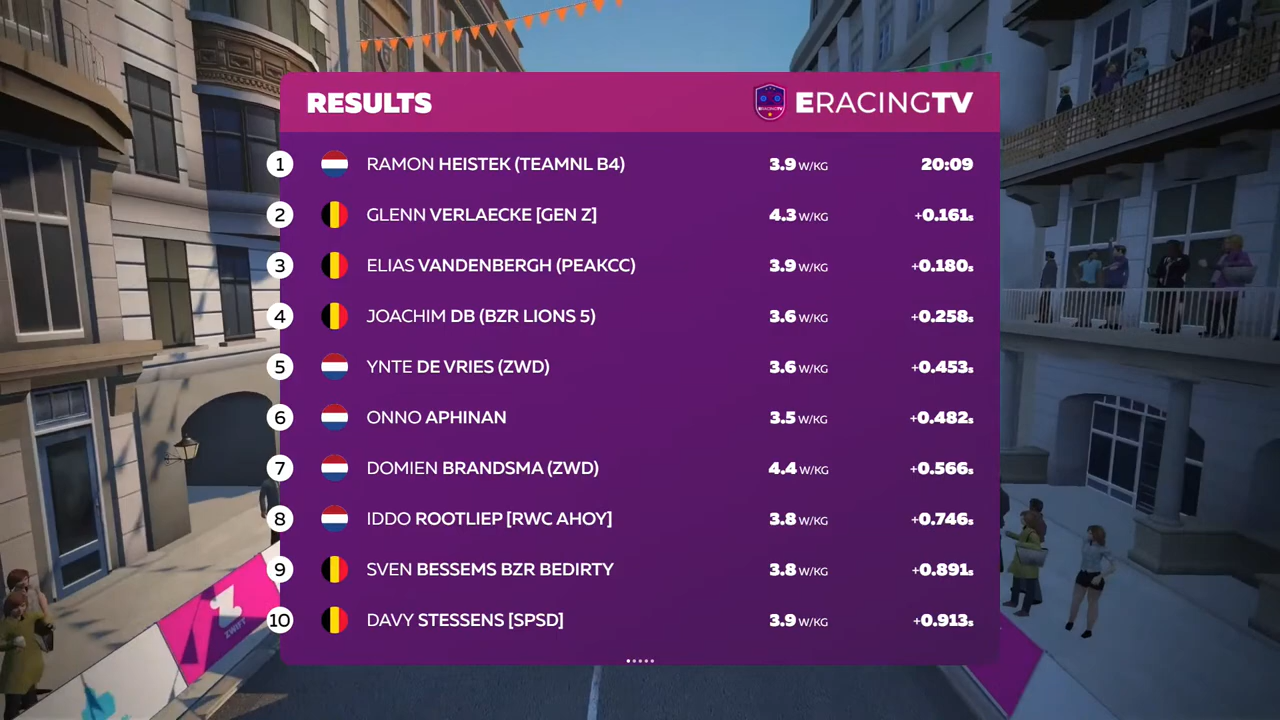 RESULTS
ERACINGTV
1 RAMON HEISTEK (TEAMNL B4) 3.9 W/KG 20:09
2 GLENN VERLAECKE [GEN Z] 4.3 W/KG +0.161s
3 ELIAS VANDENBERGH (PEAKCC) 3.9 W/KG +0.180s
4 JOACHIM DB (BZR LIONS 5) 3.6 W/KG +0.258s
5 YNTE DE VRIES (ZWD) 3.6 W/KG +0.453s
6 ONNO APHINAN 3.5 W/KG +0.482s
7 DOMIEN BRANDSMA (ZWD) 4.4 W/KG +0.566s
8 IDDO ROOTLIEP [RWC AHOY] 3.8 W/KG +0.746s
9 SVEN BESSEMS BZR BEDIRTY 3.8 W/KG +0.891s
10 DAVY STESSENS [SPSD] 3.9 W/KG +0.913s
ZWIFT